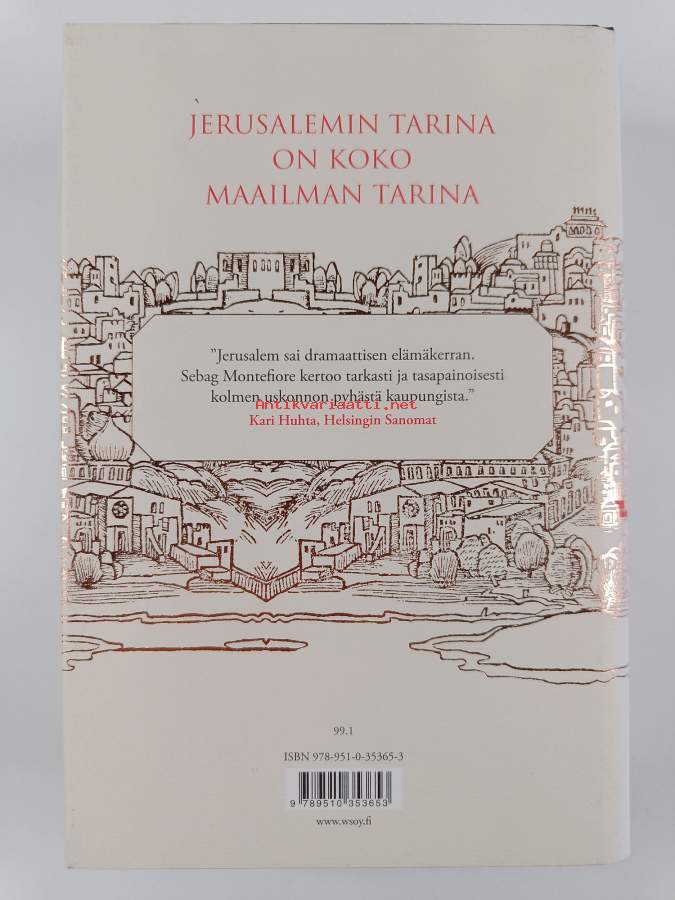 JERUSALEMIN TARINA
ON KOKO
MAAILMAN TARINA
”Jerusalem sai dramaattisen elämäkerran.
Sebag Montefiore kertoo tarkasti ja tasapainoisesti
kolmen uskonnon pyhästä kaupungista.”
Antikvariaatti.net
Kari Huhta, Helsingin Sanomat
99.1
ISBN 978-951-0-35365-3
9 789510 353653
www.wsoy.fi